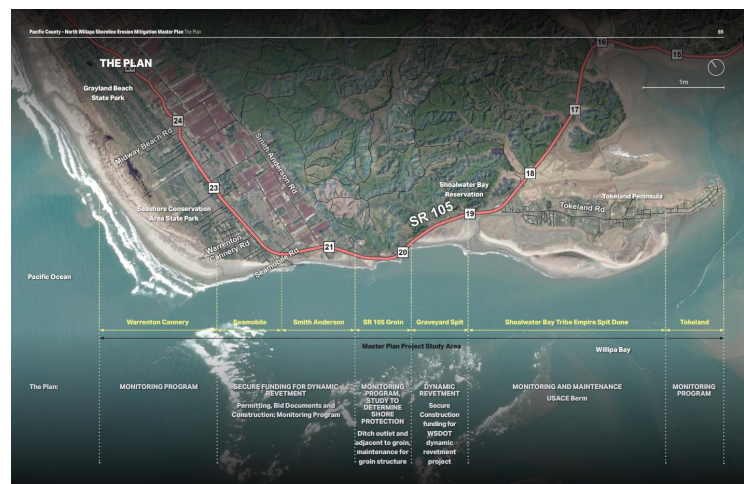 Pacific County - North Willapa Shoreline Erosion Mitigation Master Plan The Plan
65
THE PLAN
Grayland Beach
State Park
16
15
1m
17
24
Midway Beach Rd
Smith Anderson Rd
23
18
Shoalwater Bay
Reservation
Tokeland Peninsula
Seashore Conservation
Area State Park
SR 105
Tokeland Rd
19
Warrenton
Cannery Rd
21
20
Seamobile Rd
Pacific Ocean
Warrenton Cannery
Seamobile
Smith Anderson
SR 105 Groin
Graveyard Spit
Shoalwater Bay Tribe Empire Spit Dune
Tokeland
Master Plan Project Study Area
Willipa Bay
The Plan:
MONITORING PROGRAM
SECURE FUNDING FOR DYNAMIC
REVETMENT
Permitting, Bid Documents and
Construction; Monitoring Program
MONITORING
PROGRAM,
STUDY TO
DETERMINE
SHORE
PROTECTION
Ditch outlet and
adjacent to groin,
maintenance for
groin structure
DYNAMIC
REVETMENT
Secure
Construction
funding for
WSDOT
dynamic
revetment
project
MONITORING AND MAINTENANCE
USACE Berm
MONITORING
PROGRAM